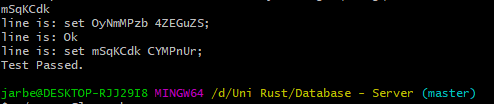 mSqKCdk
line is: set OyNmMPzb 4ZEGuZS;
line is: Ok
line is: set mSqKCdk CYMPnUr;
Test Passed.
jarbe@DESKTOP-RJJ29I8 MINGW64 /d/Uni Rust/Database - Server (master)